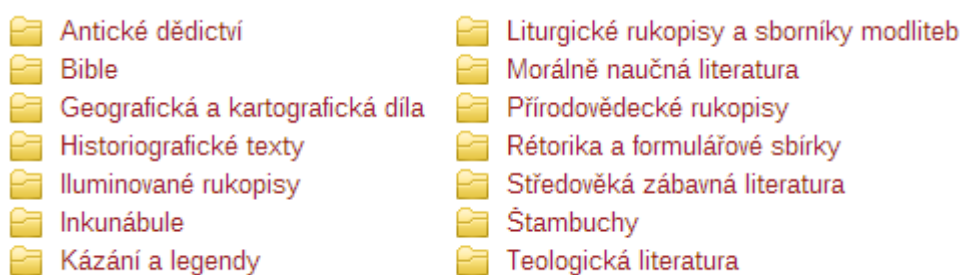 Antické dědictví
Bible
Geografická a kartografická díla
Historiografické texty
Iluminované rukopisy
Inkunábule
Kázání a legendy
Liturgické rukopisy a sborníky modliteb
Morálně naučná literatura
Přírodovědecké rukopisy
Rétorika a formulářové sbírky
Středověká zábavná literatura
Štambuchy
Teologická literatura